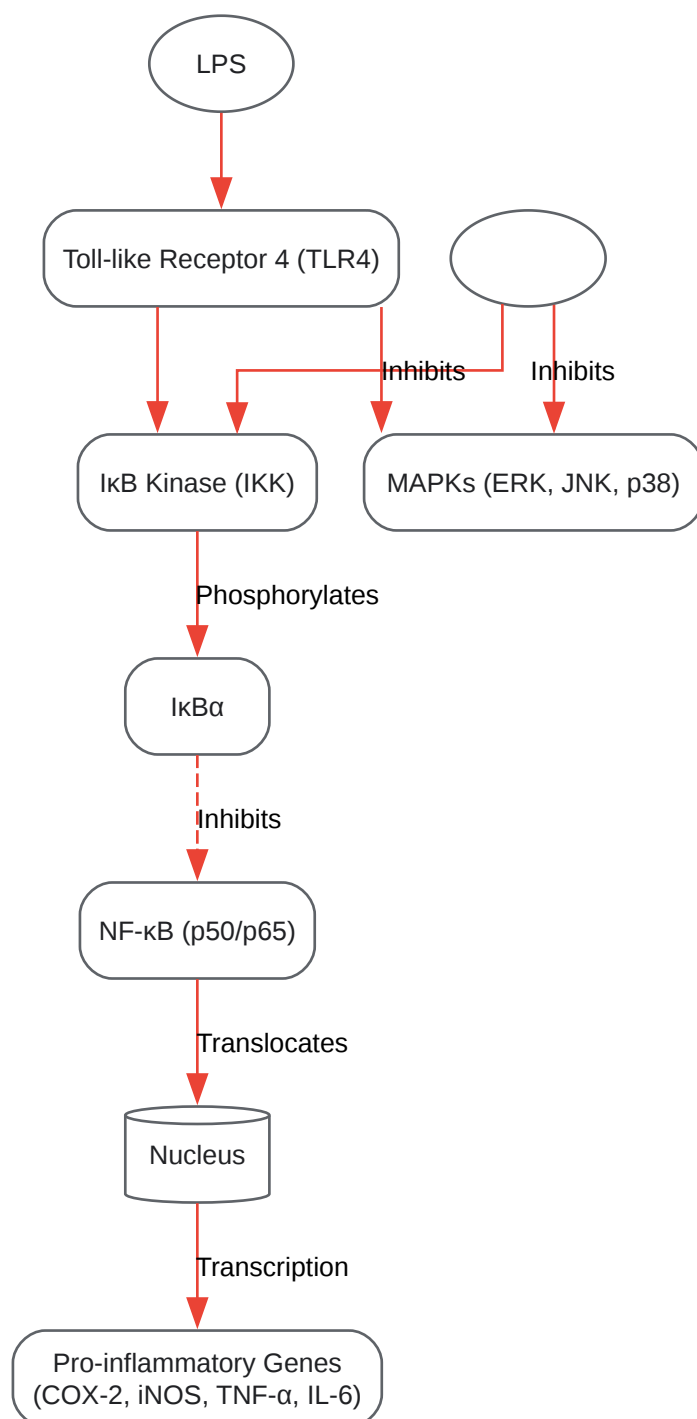 LPS
Toll-like Receptor 4 (TLR4)
Inhibits
Inhibits
IκB Kinase (IKK)
MAPKs (ERK, JNK, p38)
Phosphorylates
IκBα
Inhibits
NF-κB (p50/p65)
Translocates
Nucleus
Transcription
Pro-inflammatory Genes
(COX-2, iNOS, TNF-α, IL-6)